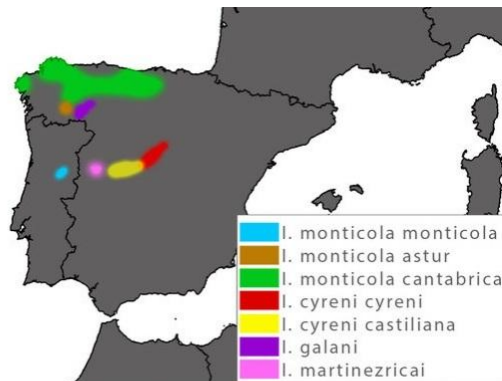 I. monticola monticola
I. monticola astur
I. monticola cantabrica
I. cyreni cyreni
I. cyreni castiliana
I. galani
I. martinezricai